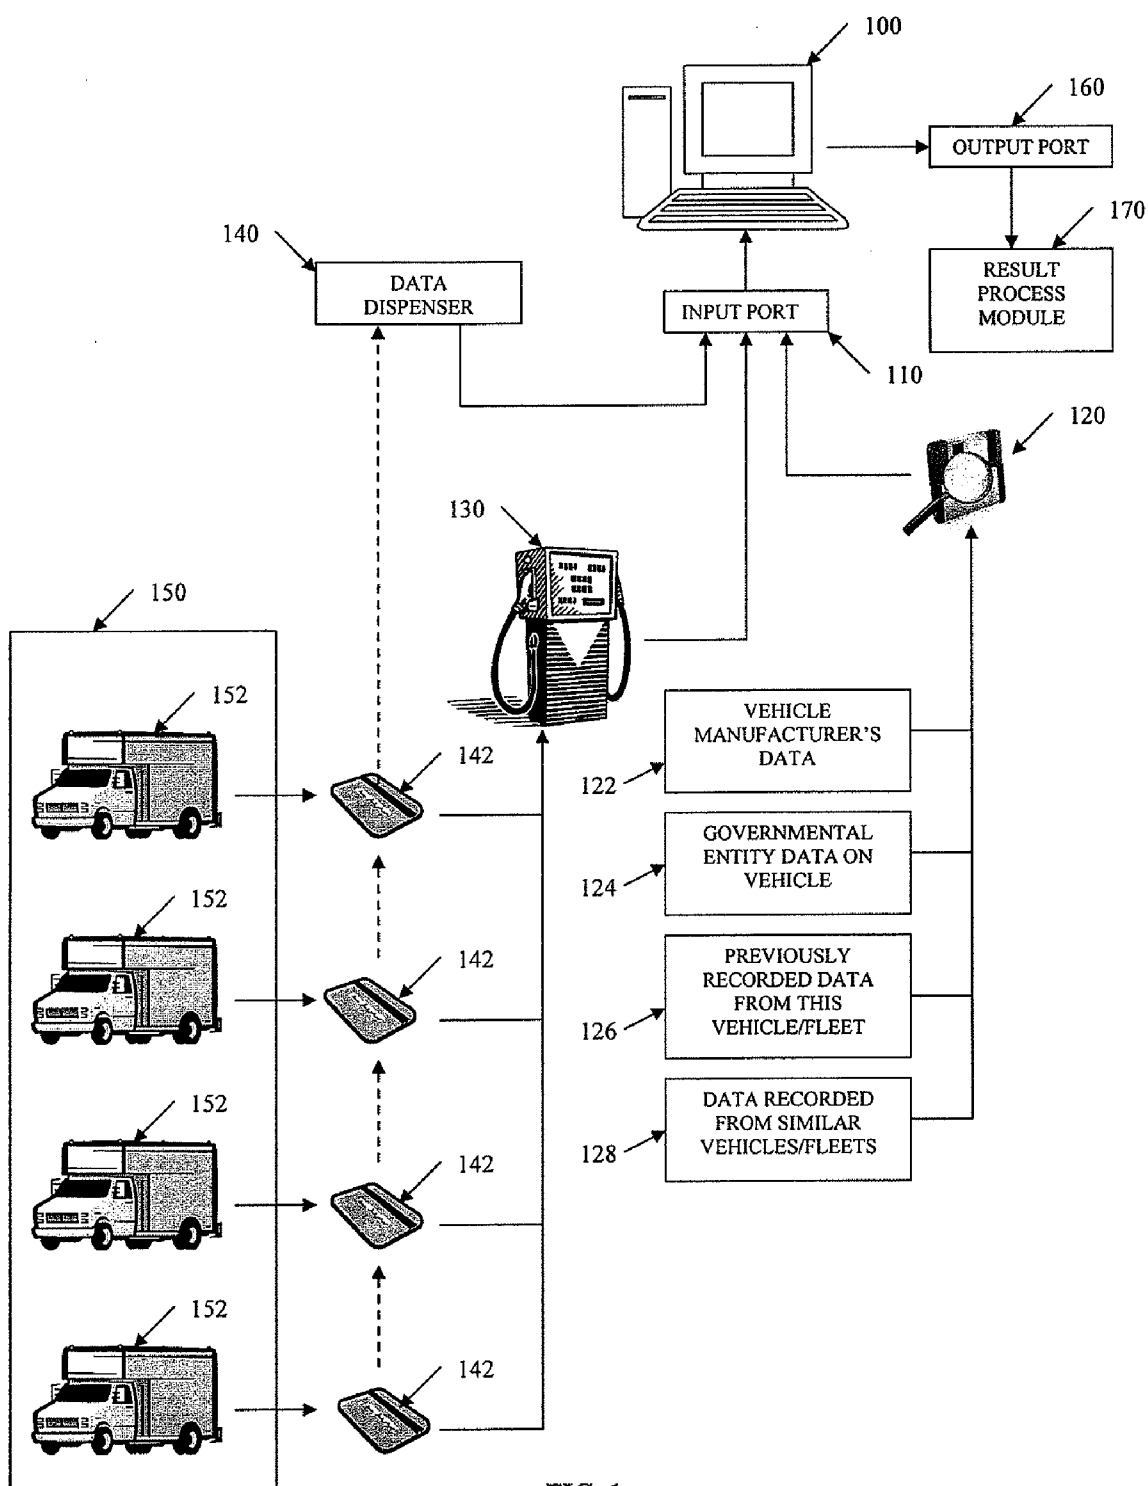 100
160
OUTPUT PORT
170
140
DATA
DISPENSER
RESULT
PROCESS
MODULE
INPUT PORT
110
120
130
150
152
VEHICLE
MANUFACTURER'S
DATA
142
122
GOVERNMENTAL
ENTITY DATA ON
VEHICLE
124
152
142
PREVIOUSLY
RECORDED DATA
FROM THIS
VEHICLE/FLEET
126
152
142
DATA RECORDED
FROM SIMILAR
VEHICLES/FLEETS
128
152
142